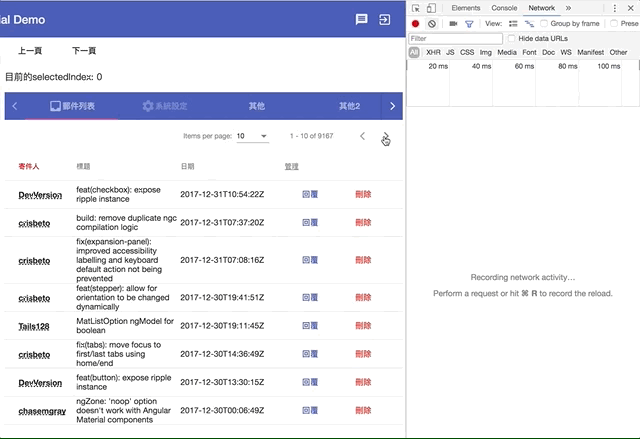 ial Demo
上一頁 下一頁
目前的selectedIndex: 0
郵件列表 系統設定 其他 其他2
Items per page: 10 1 - 10 of 9167
寄件人 標題 日期 管理
DevVersion feat(checkbox): expose ripple instance 2017-12-31T10:54:22Z 回覆 刪除
crisbeto build: remove duplicate ngc compilation logic 2017-12-31T07:37:20Z 回覆 刪除
crisbeto fix(expansion-panel): improved accessibility labelling and keyboard default action not being prevented 2017-12-31T07:08:16Z 回覆 刪除
crisbeto feat(stepper): allow for orientation to be changed dynamically 2017-12-30T19:41:51Z 回覆 刪除
Tails128 MatListOption ngModel for boolean 2017-12-30T19:11:45Z 回覆 刪除
crisbeto fix(tabs): move focus to first/last tabs using home/end 2017-12-30T14:36:49Z 回覆 刪除
DevVersion feat(button): expose ripple instance 2017-12-30T13:30:15Z 回覆 刪除
chasemgray ngZone: 'noop' option doesn't work with Angular Material components 2017-12-30T00:06:49Z 回覆 刪除
Elements Console Network »
View: Group by frame Prese
Filter Hide data URLs
All XHR JS CSS Img Media Font Doc WS Manifest Other
20 ms 40 ms 60 ms 80 ms 100 ms
Recording network activity…
Perform a request or hit ⌘ R to record the reload.